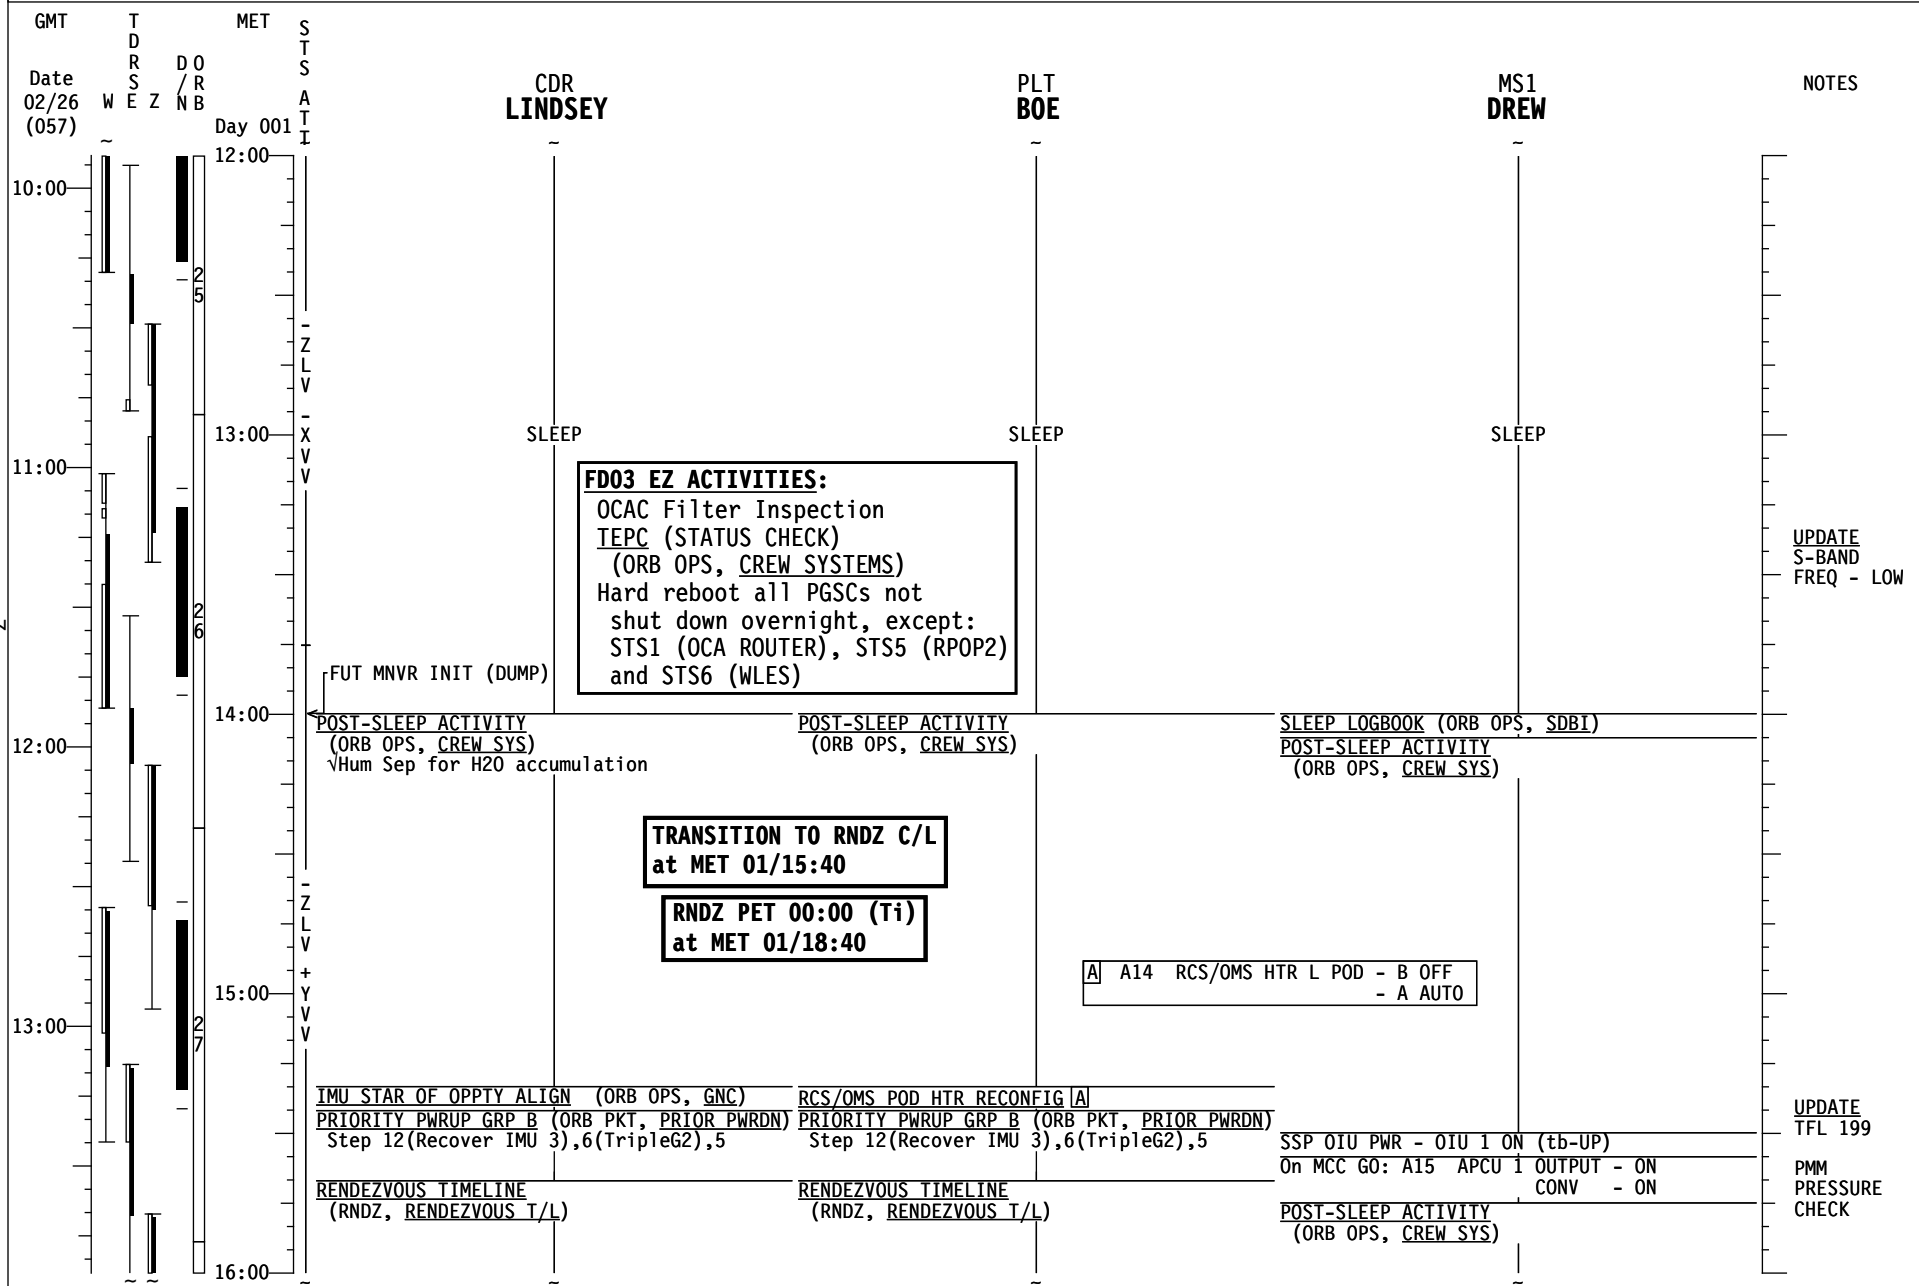 GMT
TDRS
MET
STS ATT
Date
02/26
(057)
W E Z
D/N
ORB
Day 001
CDR
LINDSEY
PLT
BOE
MS1
DREW
NOTES
~
~
~
~
12:00
10:00
25
-ZLV -XVV
13:00
SLEEP
SLEEP
SLEEP
11:00
FD03 EZ ACTIVITIES:
OCAC Filter Inspection
TEPC (STATUS CHECK)
(ORB OPS, CREW SYSTEMS)
Hard reboot all PGSCs not
shut down overnight, except:
STS1 (OCA ROUTER), STS5 (RPOP2)
and STS6 (WLES)
UPDATE
S-BAND
FREQ - LOW
26
FUT MNVR INIT (DUMP)
14:00
POST-SLEEP ACTIVITY
(ORB OPS, CREW SYS)
√Hum Sep for H2O accumulation
POST-SLEEP ACTIVITY
(ORB OPS, CREW SYS)
SLEEP LOGBOOK (ORB OPS, SDBI)
POST-SLEEP ACTIVITY
(ORB OPS, CREW SYS)
12:00
TRANSITION TO RNDZ C/L
at MET 01/15:40
RNDZ PET 00:00 (Ti)
at MET 01/18:40
-ZLV +YVV
A A14 RCS/OMS HTR L POD - B OFF
- A AUTO
15:00
13:00
27
IMU STAR OF OPPTY ALIGN (ORB OPS, GNC)
PRIORITY PWRUP GRP B (ORB PKT, PRIOR PWRDN)
Step 12(Recover IMU 3),6(TripleG2),5
RENDEZVOUS TIMELINE
(RNDZ, RENDEZVOUS T/L)
RCS/OMS POD HTR RECONFIG A
PRIORITY PWRUP GRP B (ORB PKT, PRIOR PWRDN)
Step 12(Recover IMU 3),6(TripleG2),5
RENDEZVOUS TIMELINE
(RNDZ, RENDEZVOUS T/L)
SSP OIU PWR - OIU 1 ON (tb-UP)
On MCC GO: A15 APCU 1 OUTPUT - ON
CONV - ON
POST-SLEEP ACTIVITY
(ORB OPS, CREW SYS)
UPDATE
TFL 199
PMM
PRESSURE
CHECK
16:00
~ ~ ~ ~ ~ ~